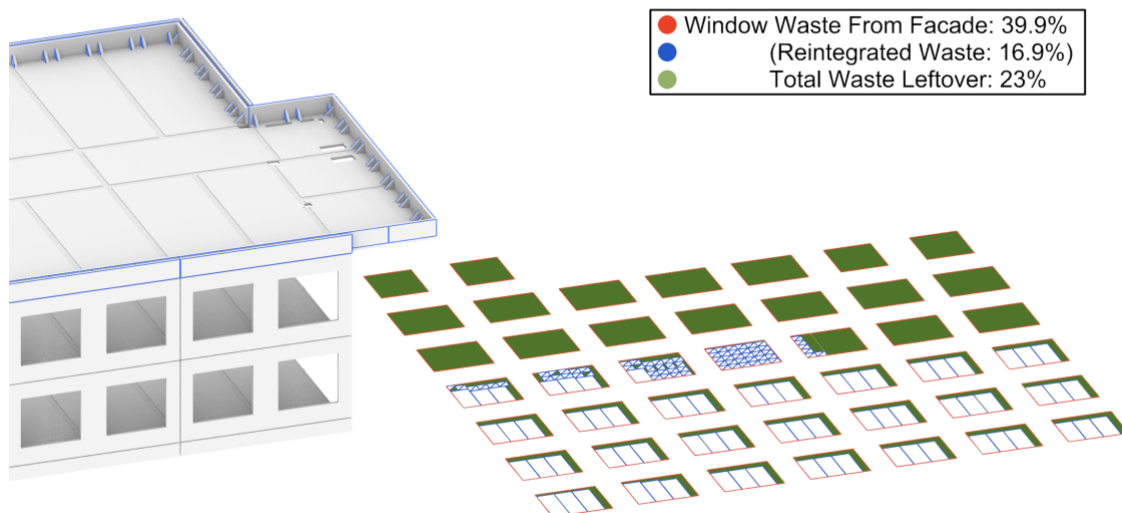 Window Waste From Facade: 39.9%
(Reintegrated Waste: 16.9%)
Total Waste Leftover: 23%